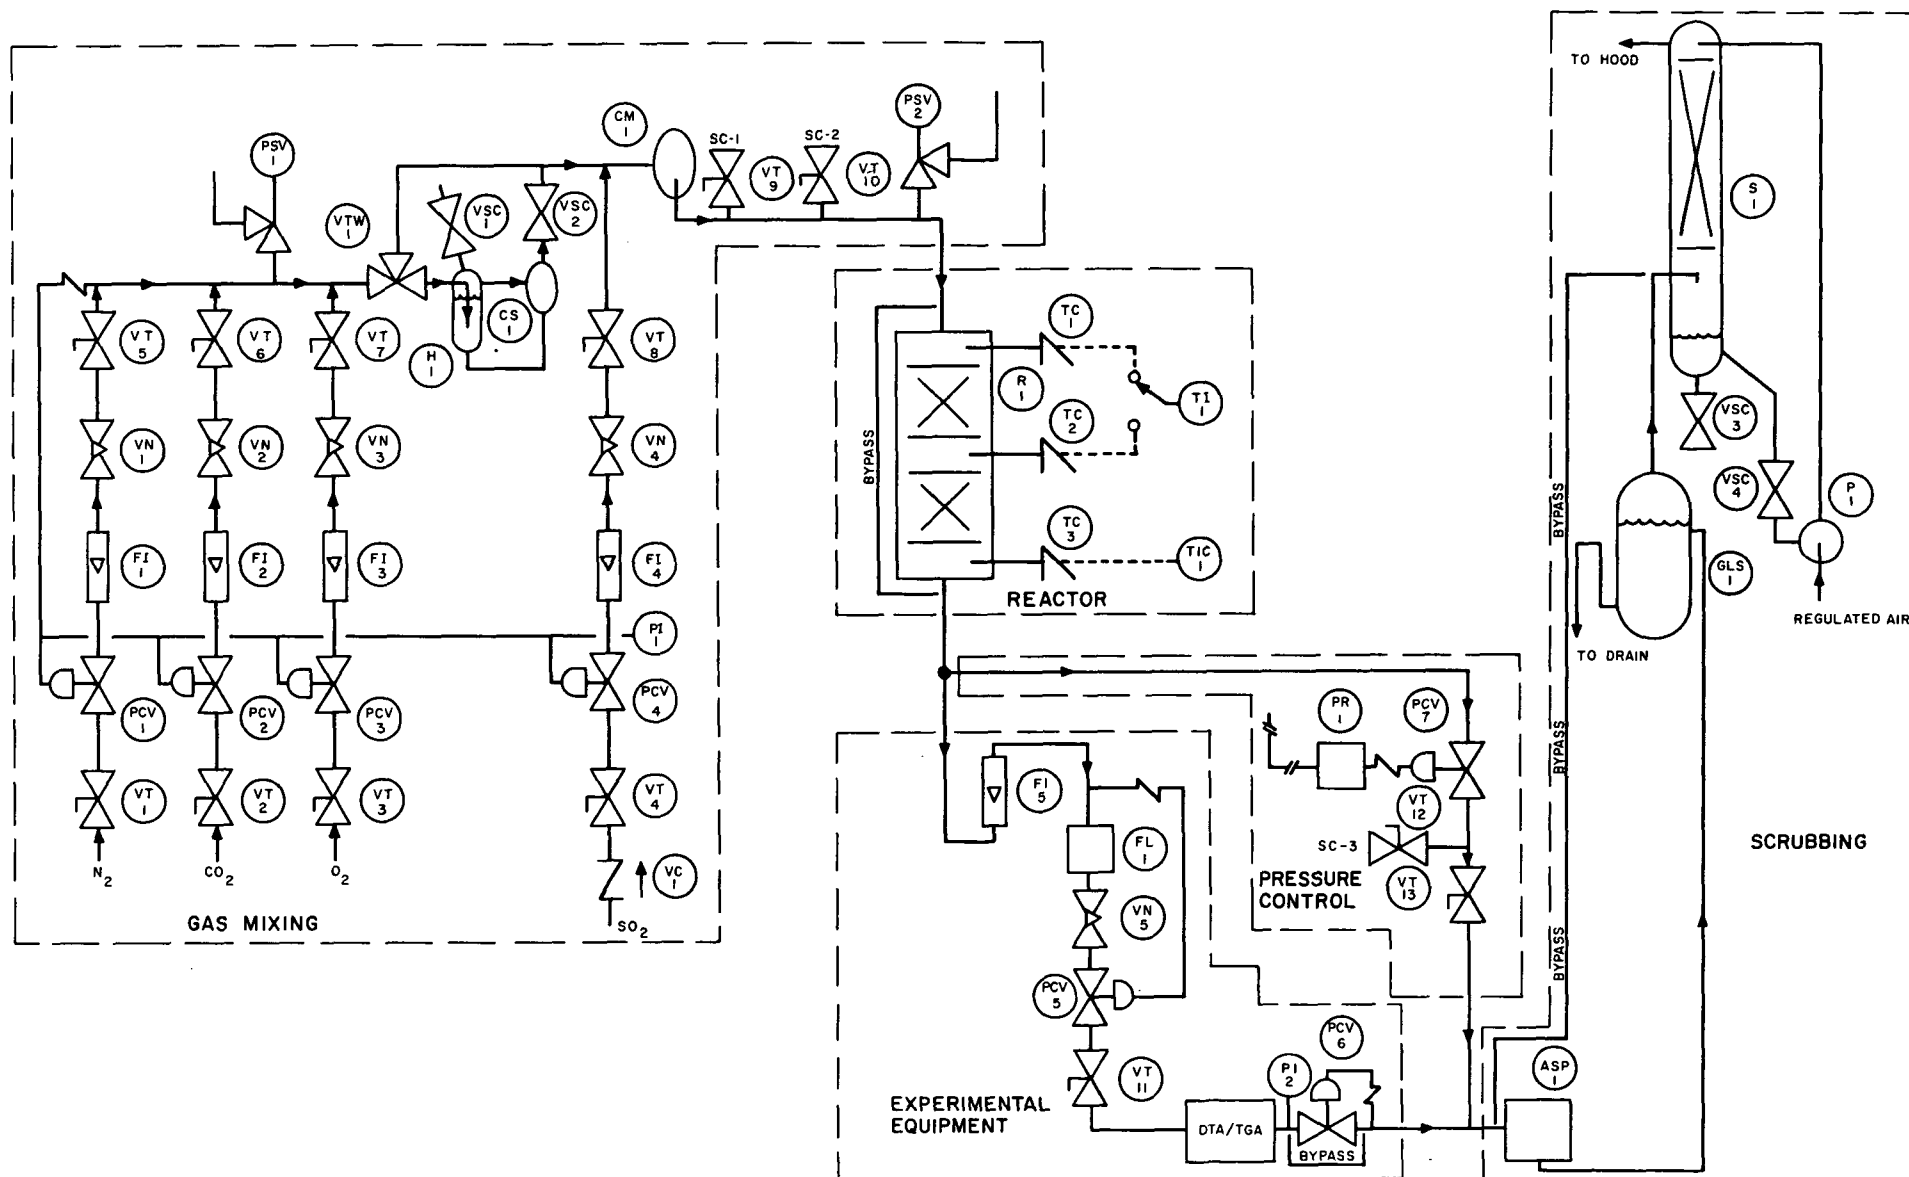 PSV
1
VTW
1
VSC
1
VSC
2
CM
1
SC-1
VT
9
SC-2
VT
10
PSV
2
CS
1
H
1
VT
5
VT
6
VT
7
VT
8
VN
1
VN
2
VN
3
VN
4
FI
1
FI
2
FI
3
FI
4
PI
1
PCV
1
PCV
2
PCV
3
PCV
4
VT
1
VT
2
VT
3
VT
4
N2
CO2
O2
VC
1
SO2
GAS MIXING
BYPASS
TC
1
R
1
TC
2
TI
1
TC
3
TIC
1
REACTOR
PR
1
PCV
7
VT
12
SC-3
VT
13
PRESSURE
CONTROL
FI
5
FL
1
VN
5
PCV
5
VT
11
EXPERIMENTAL
EQUIPMENT
DTA/TGA
PI
2
PCV
6
BYPASS
ASP
1
TO HOOD
S
1
VSC
3
VSC
4
P
1
GLS
1
REGULATED AIR
TO DRAIN
BYPASS
BYPASS
BYPASS
SCRUBBING